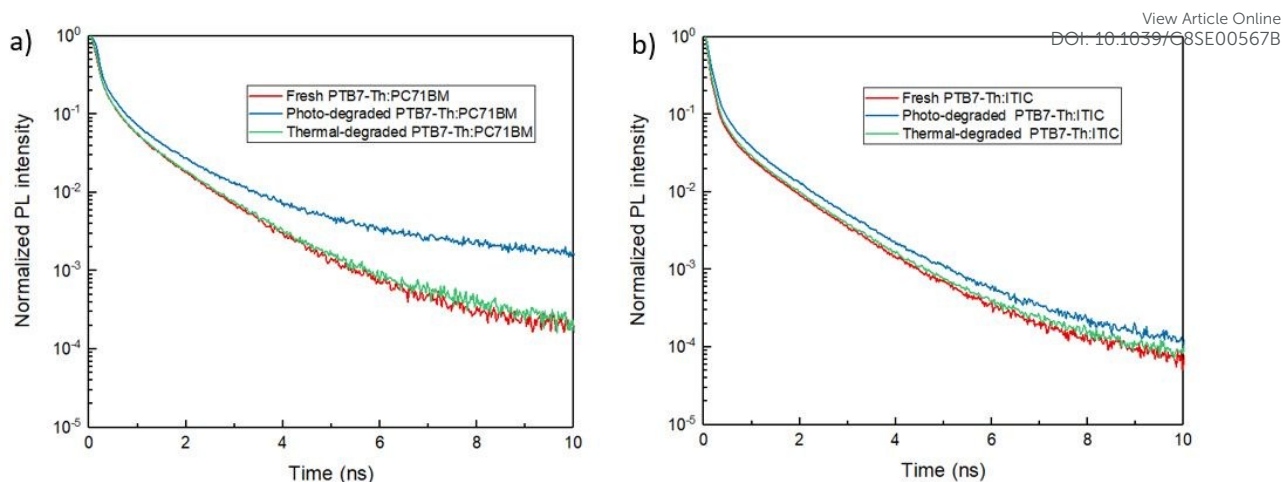 View Article Online
DOI: 10.1039/C8SE00567B
a)
Normalized PL intensity
10^0
10^-1
10^-2
10^-3
10^-4
10^-5
Fresh PTB7-Th:PC71BM
Photo-degraded PTB7-Th:PC71BM
Thermal-degraded PTB7-Th:PC71BM
0 2 4 6 8 10
Time (ns)
b)
Normalized PL intensity
10^0
10^-1
10^-2
10^-3
10^-4
10^-5
Fresh PTB7-Th:ITIC
Photo-degraded PTB7-Th:ITIC
Thermal-degraded PTB7-Th:ITIC
0 2 4 6 8 10
Time (ns)